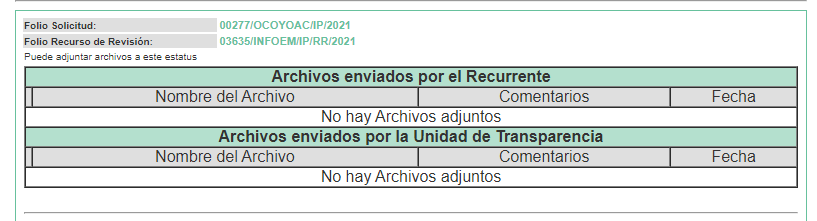 Folio Solicitud: 00277/OCOYOAC/IP/2021
Folio Recurso de Revisión: 03635/INFOEM/IP/RR/2021
Puede adjuntar archivos a este estatus
Archivos enviados por el Recurrente
Nombre del Archivo Comentarios Fecha
No hay Archivos adjuntos
Archivos enviados por la Unidad de Transparencia
Nombre del Archivo Comentarios Fecha
No hay Archivos adjuntos